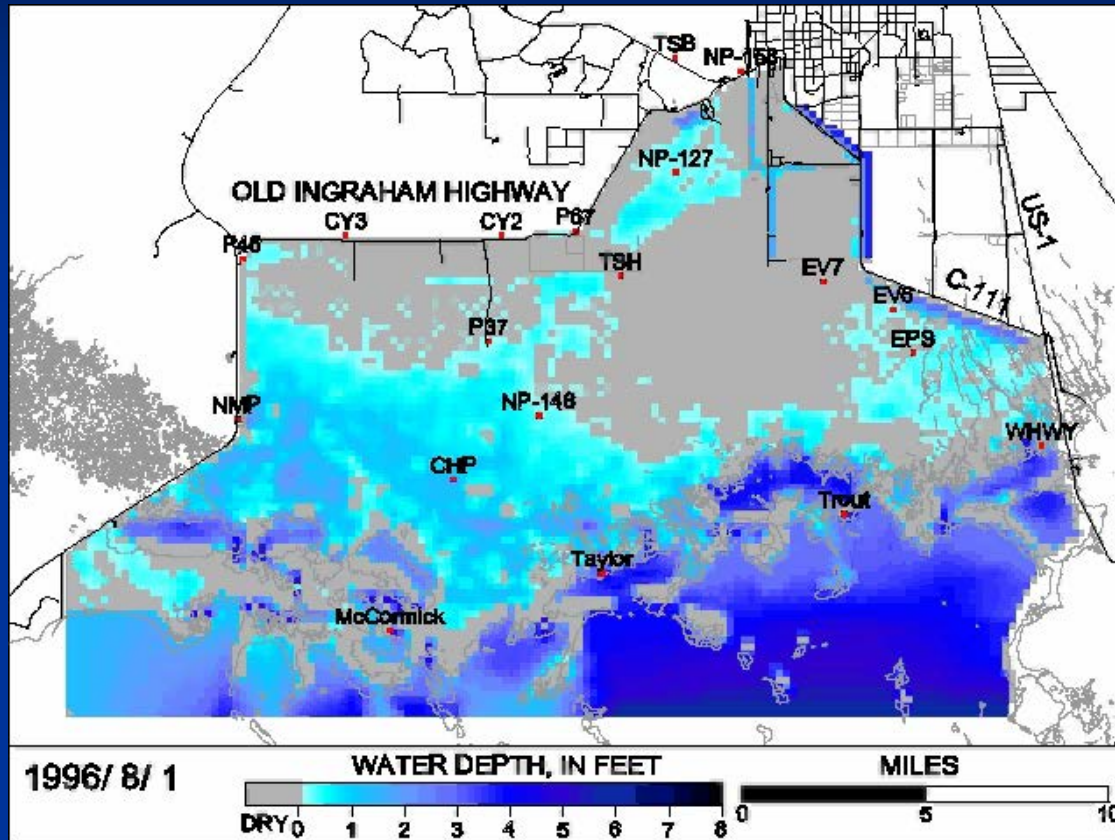 TSB
NP-158
NP-127
OLD INGRAHAM HIGHWAY
CY3
CY2
P67
P46
TSH
EV7
US-1
C-111
EV6
P37
EPS
NMP
NP-146
WHWY
CHP
Trout
Taylor
McCormick
1996/ 8/ 1
WATER DEPTH, IN FEET
MILES
DRY 0 1 2 3 4 5 6 7 8
0 5 10